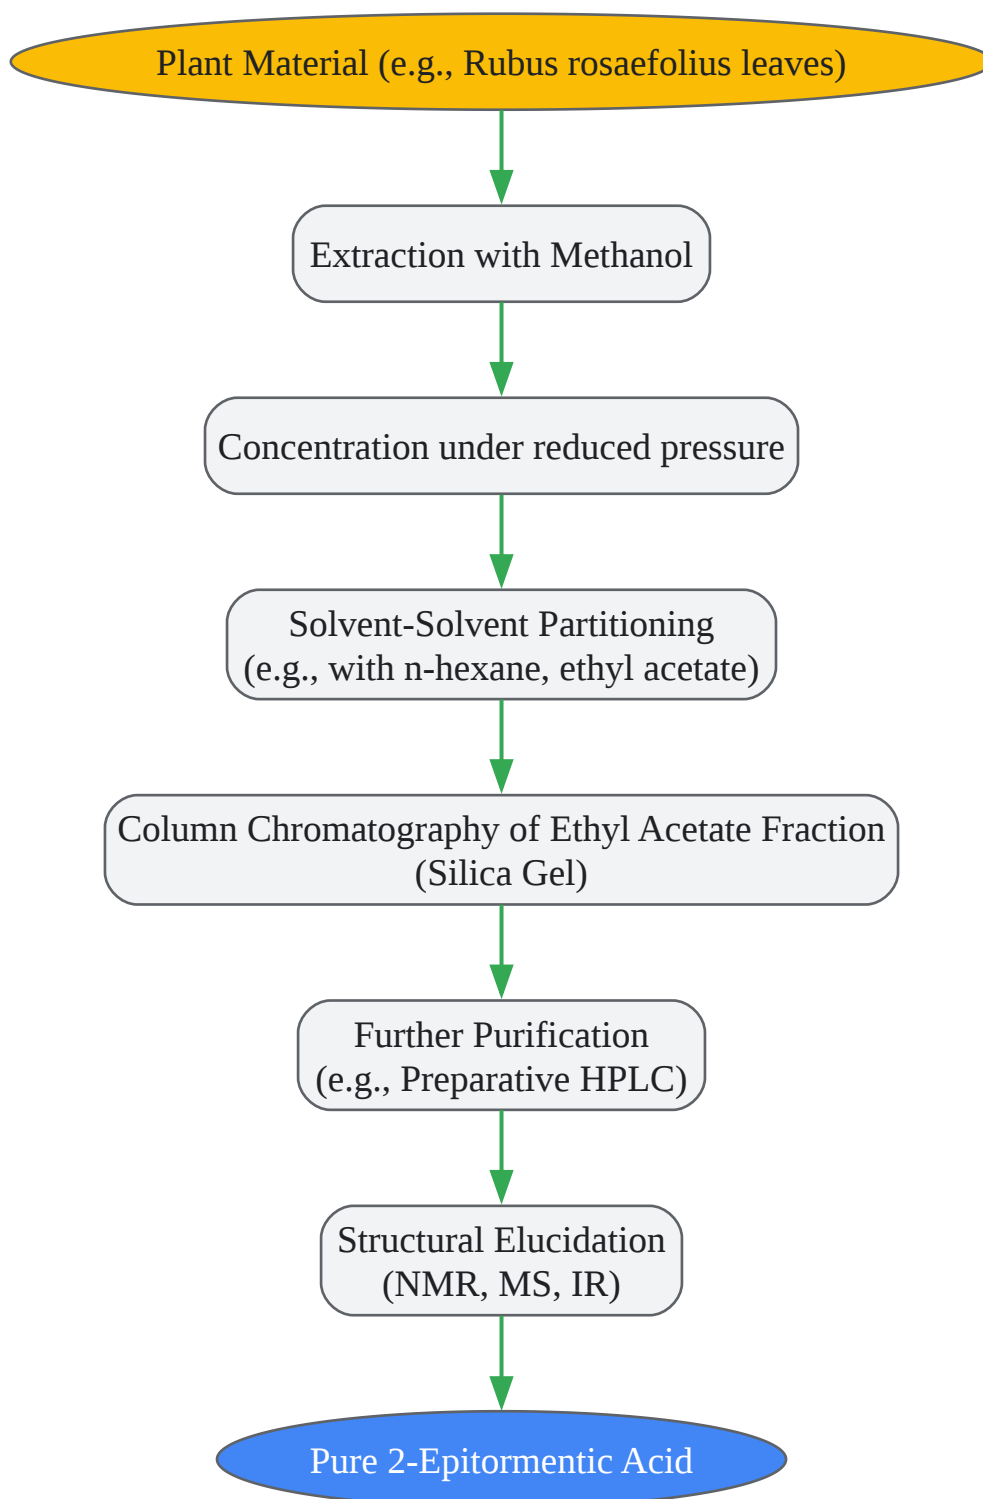 Plant Material (e.g., Rubus rosaefolius leaves)
Extraction with Methanol
Concentration under reduced pressure
Solvent-Solvent Partitioning
(e.g., with n-hexane, ethyl acetate)
Column Chromatography of Ethyl Acetate Fraction
(Silica Gel)
Further Purification
(e.g., Preparative HPLC)
Structural Elucidation
(NMR, MS, IR)
Pure 2-Epitormentic Acid